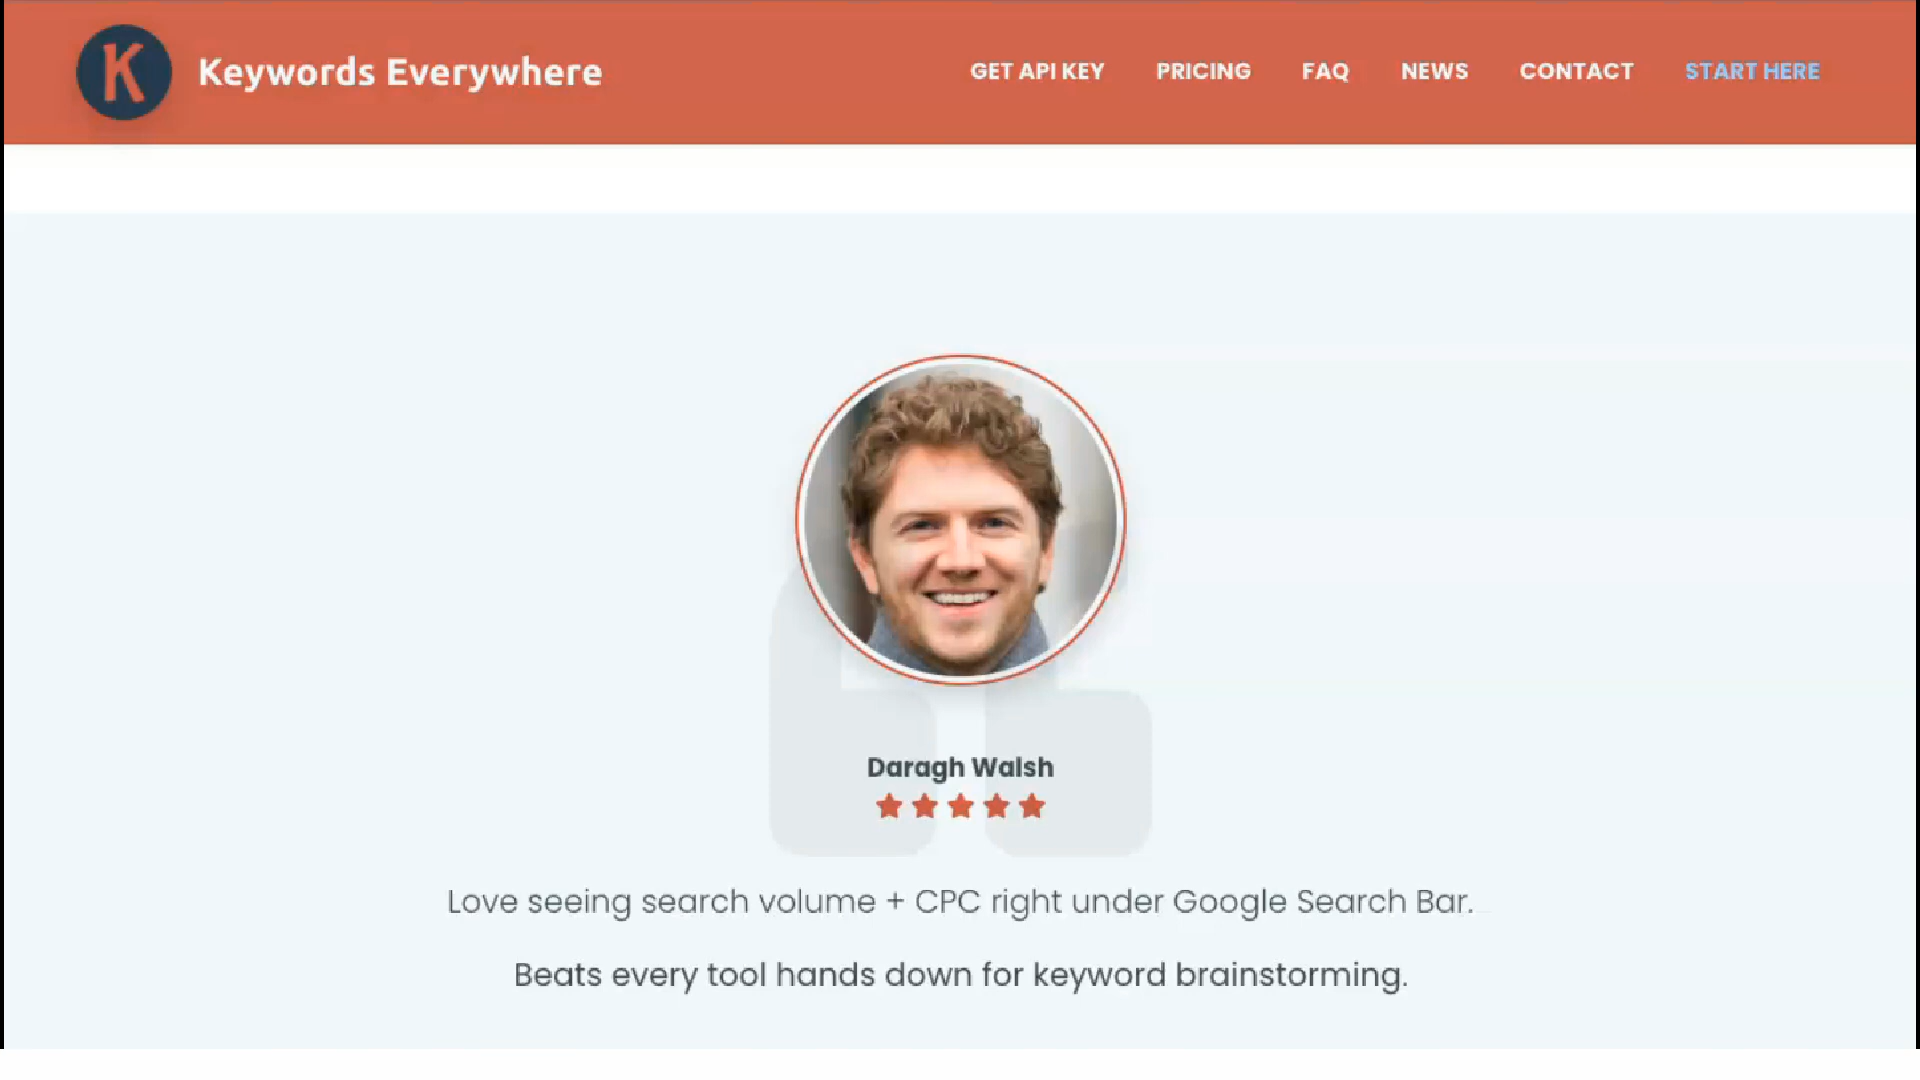 K
Keywords Everywhere
GET API KEY PRICING FAQ NEWS CONTACT START HERE
Daragh Walsh
Love seeing search volume + CPC right under Google Search Bar.
Beats every tool hands down for keyword brainstorming.